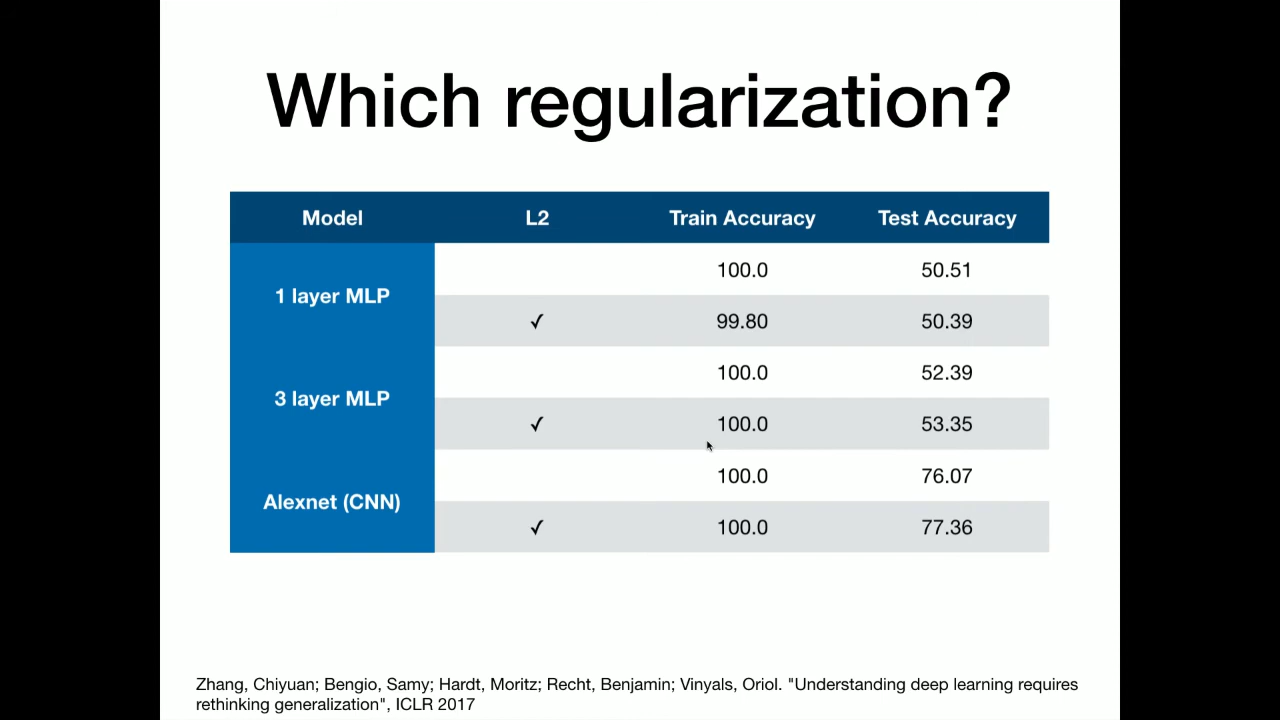 Which regularization?
Model L2 Train Accuracy Test Accuracy
1 layer MLP
100.0 50.51
✓ 99.80 50.39
3 layer MLP
100.0 52.39
✓ 100.0 53.35
Alexnet (CNN)
100.0 76.07
✓ 100.0 77.36
Zhang, Chiyuan; Bengio, Samy; Hardt, Moritz; Recht, Benjamin; Vinyals, Oriol. "Understanding deep learning requires
rethinking generalization", ICLR 2017